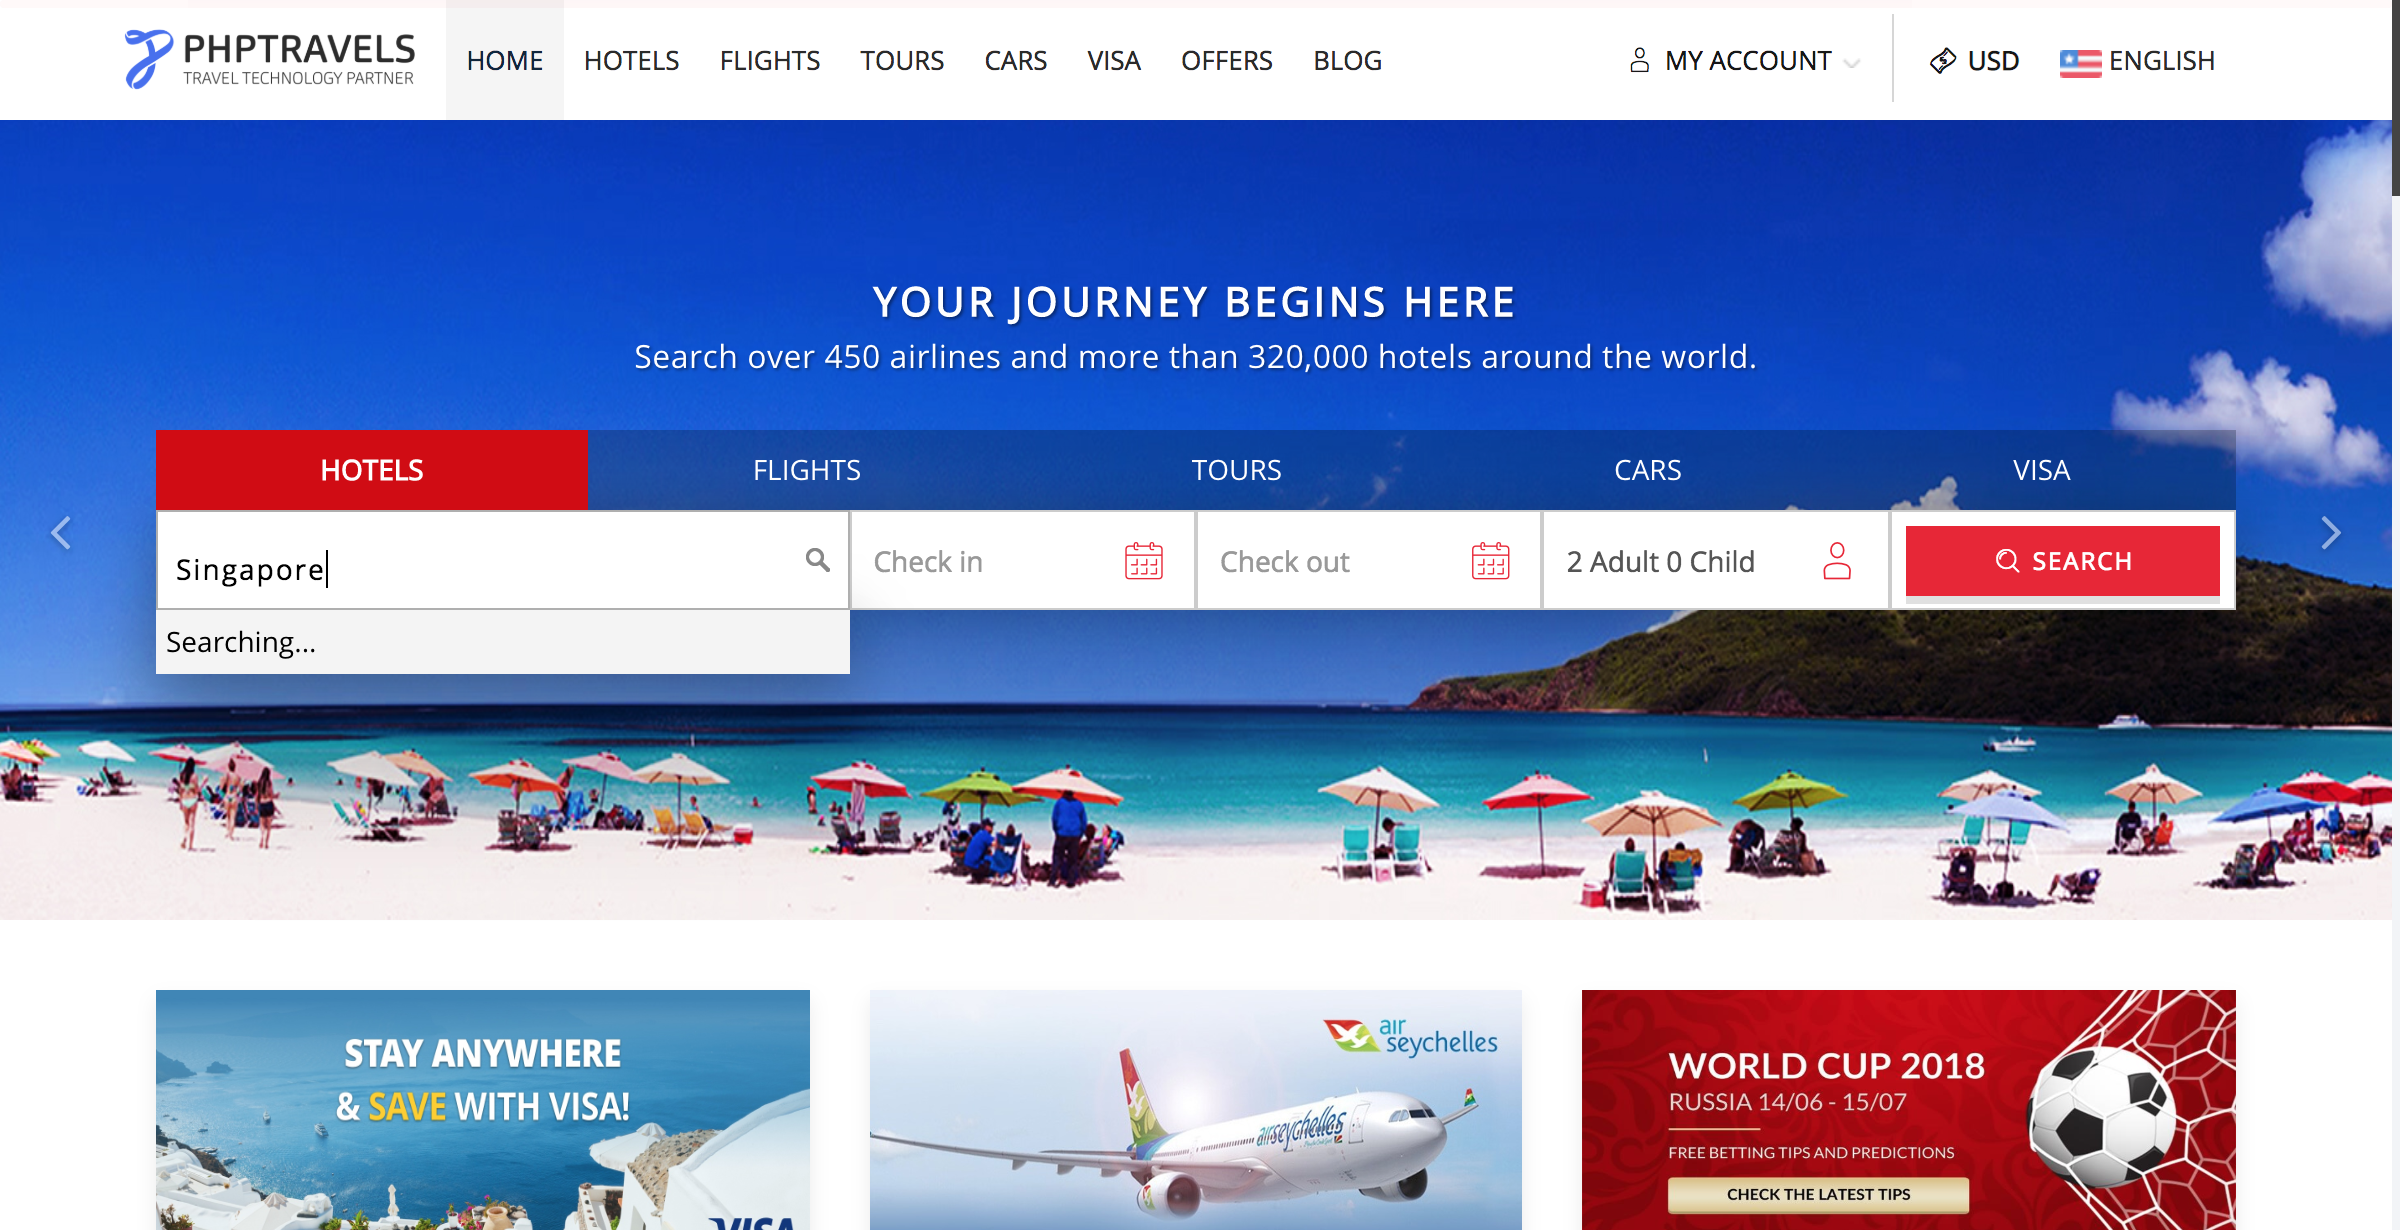 PHPTRAVELS
TRAVEL TECHNOLOGY PARTNER
HOME HOTELS FLIGHTS TOURS CARS VISA OFFERS BLOG MY ACCOUNT USD ENGLISH
YOUR JOURNEY BEGINS HERE
Search over 450 airlines and more than 320,000 hotels around the world.
HOTELS FLIGHTS TOURS CARS VISA
Singapore Check in Check out 2 Adult 0 Child SEARCH
Searching...
STAY ANYWHERE
& SAVE WITH VISA!
VISA
air
seychelles
airseychelles
WORLD CUP 2018
RUSSIA 14/06 - 15/07
FREE BETTING TIPS AND PREDICTIONS
CHECK THE LATEST TIPS